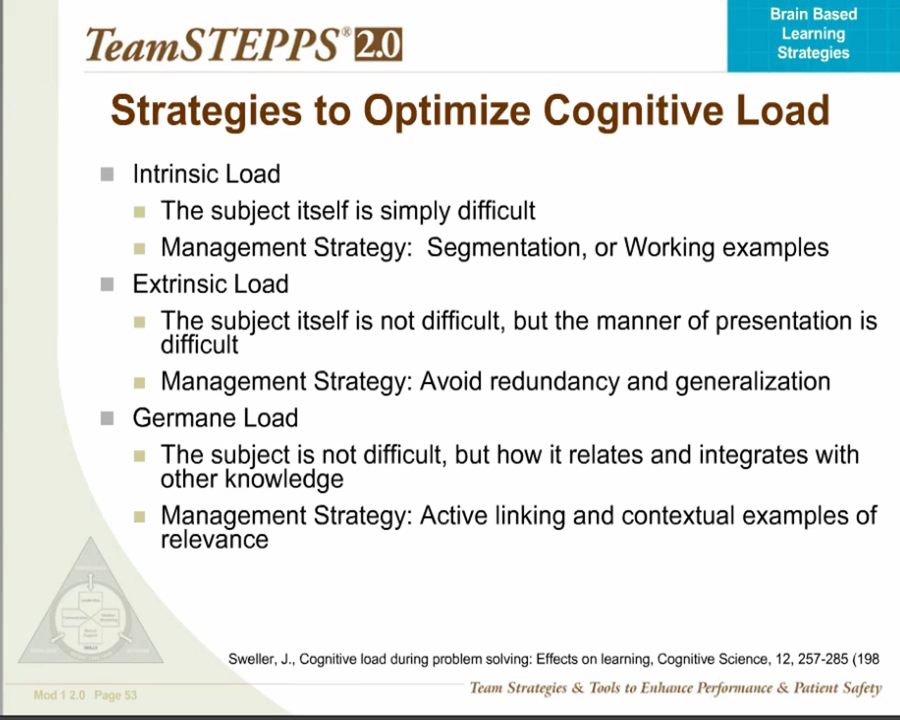 TeamSTEPPS® 2.0
Brain Based
Learning
Strategies
Strategies to Optimize Cognitive Load
Intrinsic Load
The subject itself is simply difficult
Management Strategy: Segmentation, or Working examples
Extrinsic Load
The subject itself is not difficult, but the manner of presentation is
difficult
Management Strategy: Avoid redundancy and generalization
Germane Load
The subject is not difficult, but how it relates and integrates with
other knowledge
Management Strategy: Active linking and contextual examples of
relevance
Sweller, J., Cognitive load during problem solving: Effects on learning, Cognitive Science, 12, 257-285 (198
Mod 1 2.0 Page 53
Team Strategies & Tools to Enhance Performance & Patient Safety